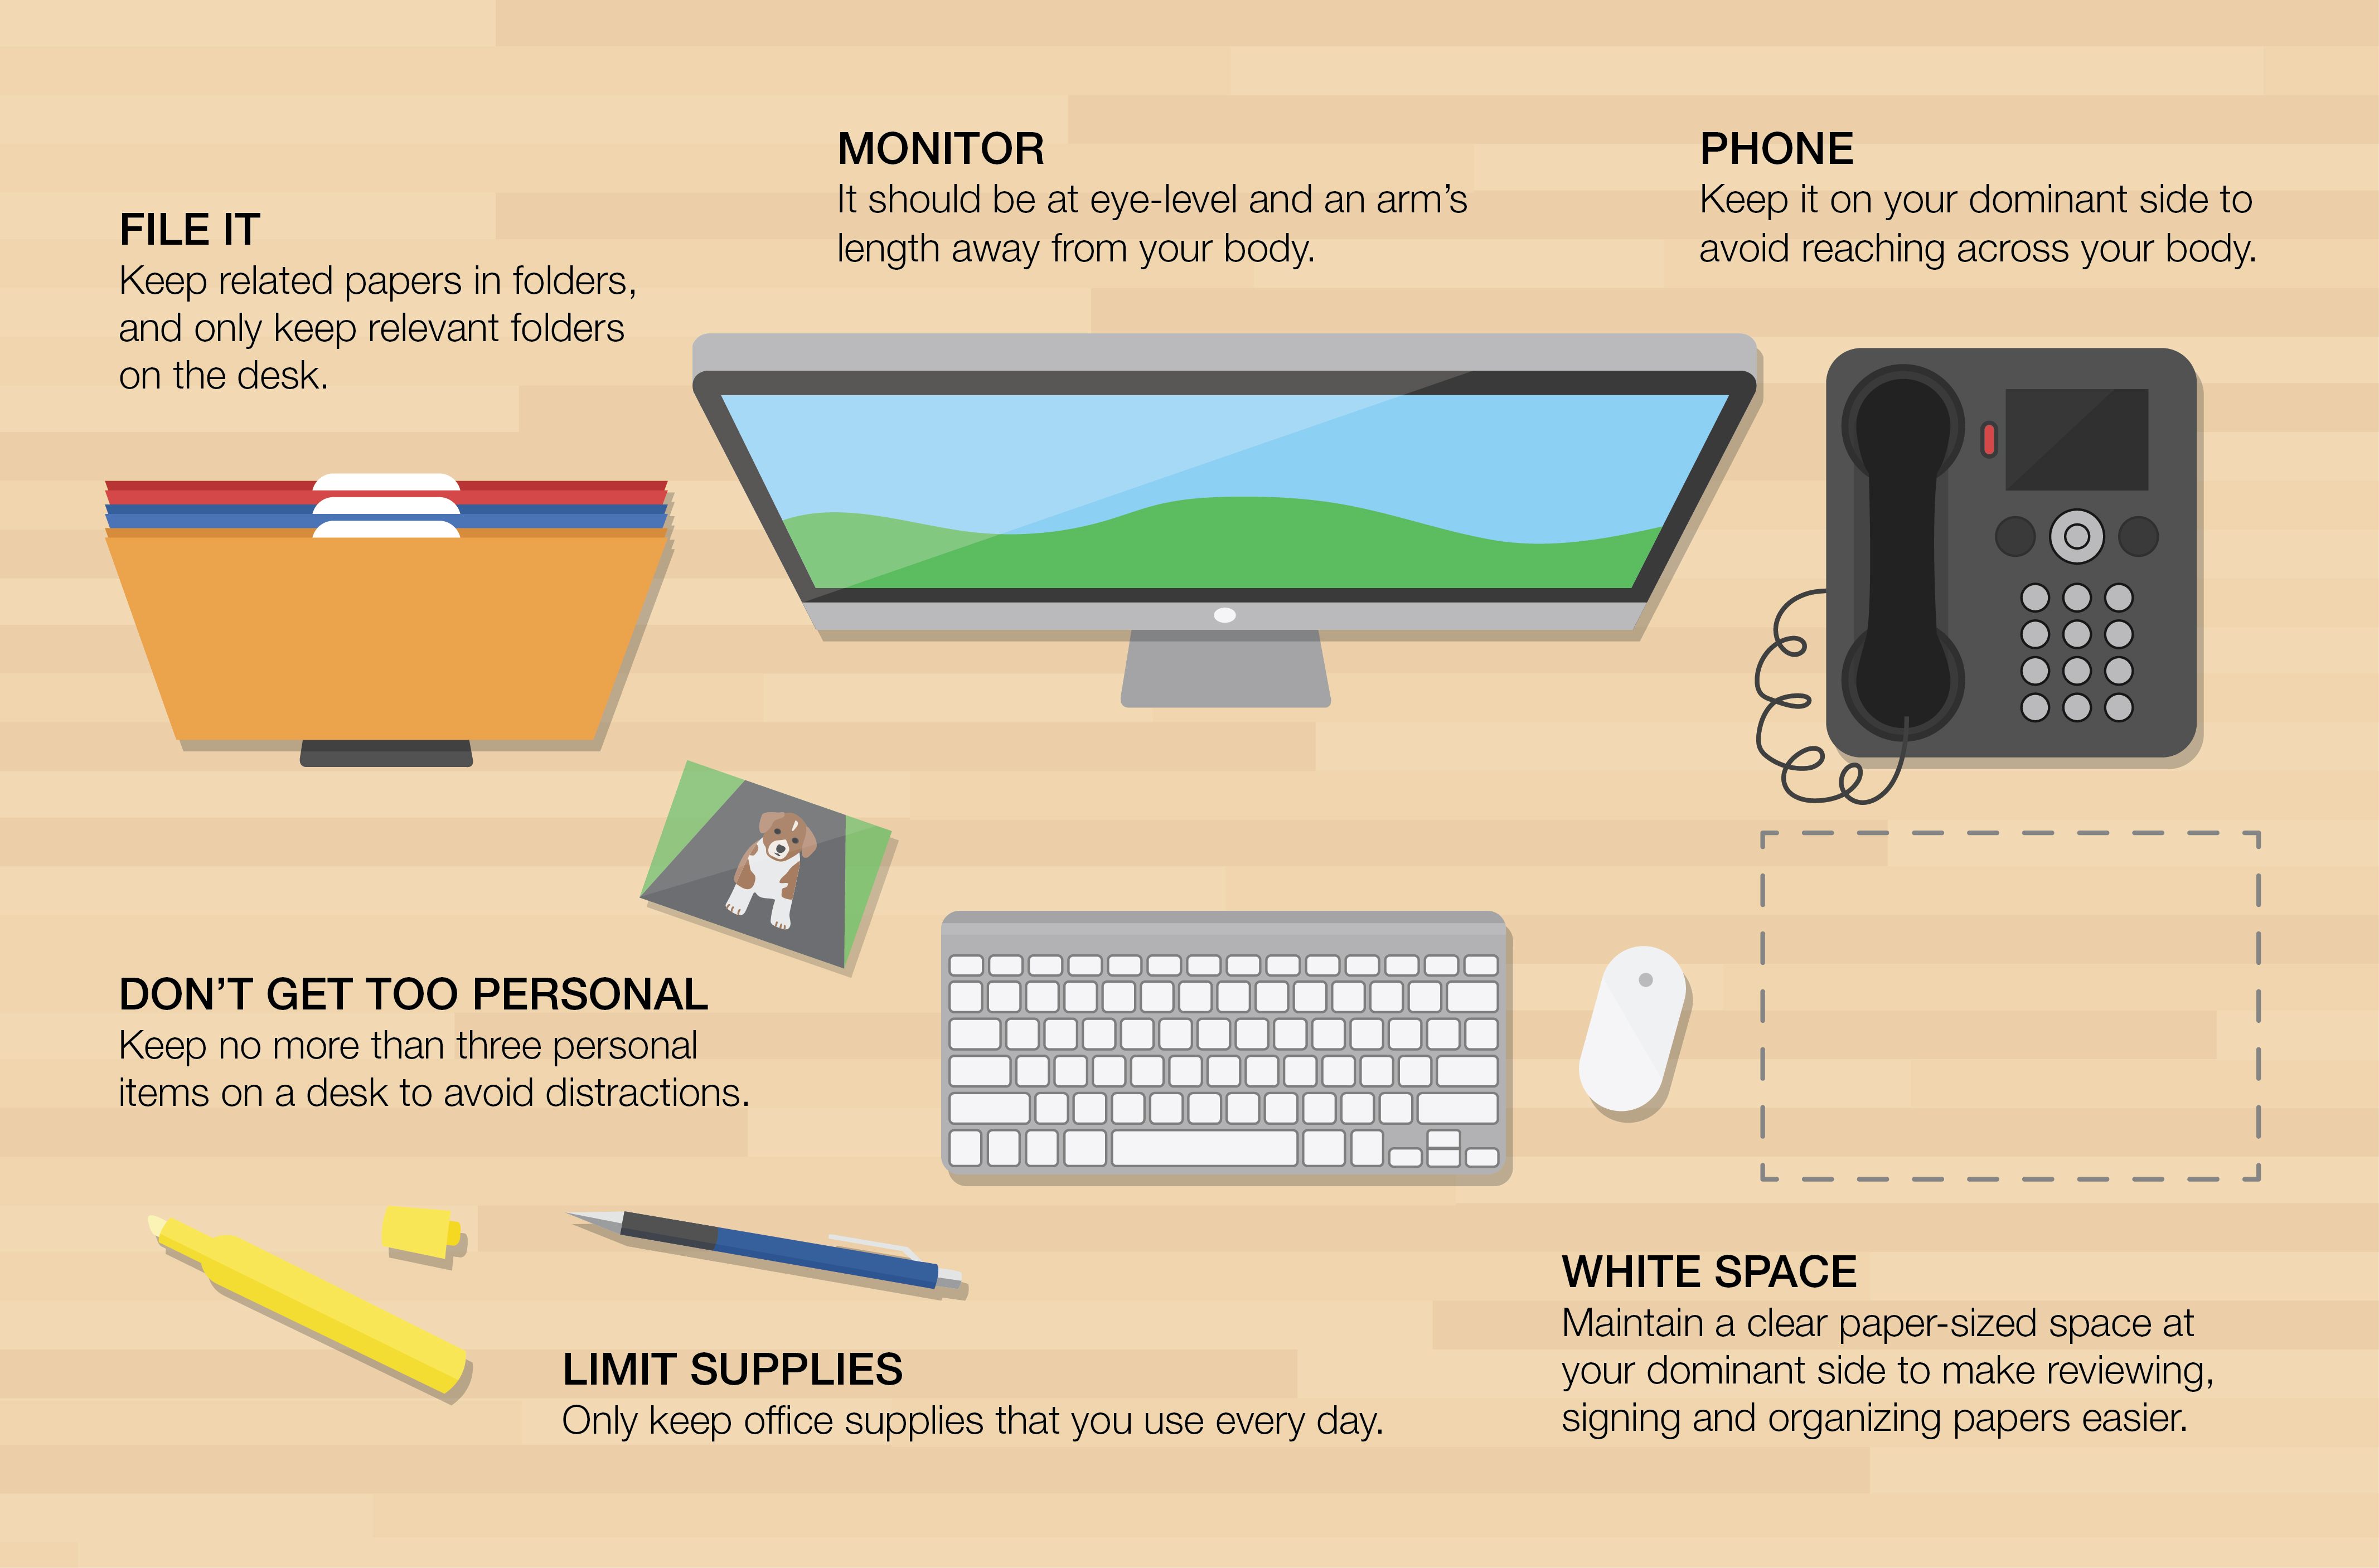 FILE IT
Keep related papers in folders,
and only keep relevant folders
on the desk.
MONITOR
It should be at eye-level and an arm’s
length away from your body.
PHONE
Keep it on your dominant side to
avoid reaching across your body.
DON’T GET TOO PERSONAL
Keep no more than three personal
items on a desk to avoid distractions.
LIMIT SUPPLIES
Only keep office supplies that you use every day.
WHITE SPACE
Maintain a clear paper-sized space at
your dominant side to make reviewing,
signing and organizing papers easier.